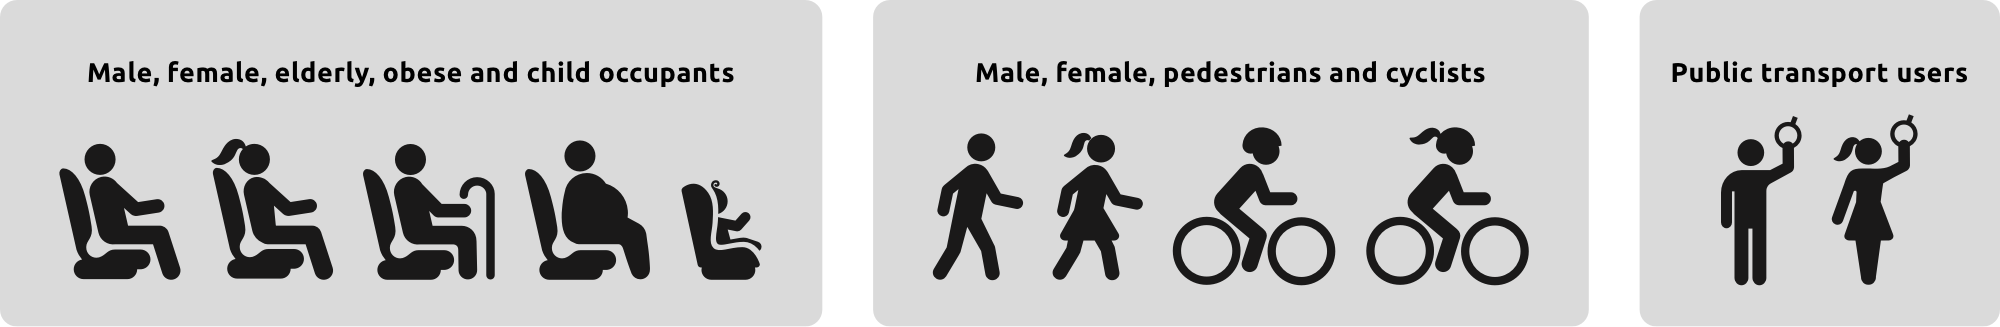 Male, female, elderly, obese and child occupants
Male, female, pedestrians and cyclists
Public transport users